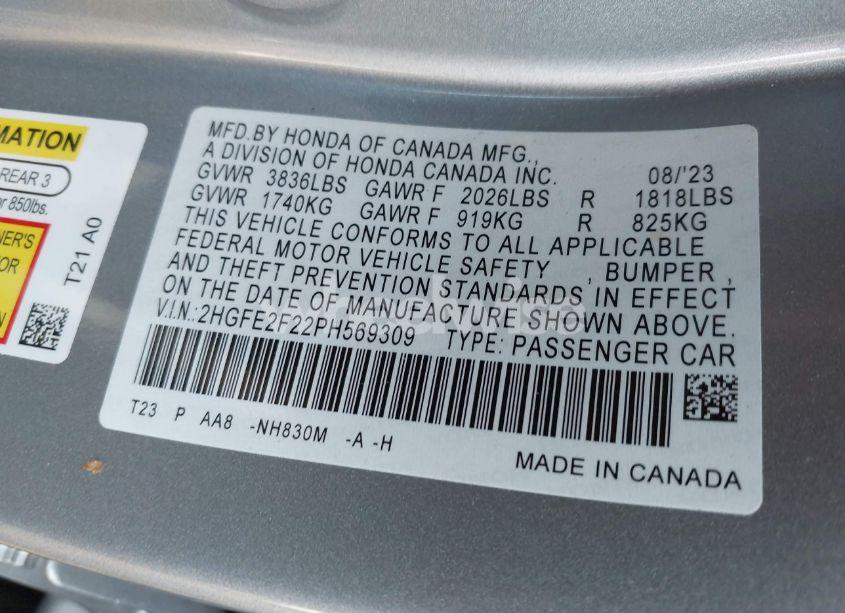 MATION
REAR 3
or 850lbs.
NER'S
OR
ON
T21 A0
MFD.BY HONDA OF CANADA MFG.,
A DIVISION OF HONDA CANADA INC. 08/'23
GVWR 3836LBS GAWR F 2026LBS R 1818LBS
GVWR 1740KG GAWR F 919KG R 825KG
THIS VEHICLE CONFORMS TO ALL APPLICABLE
FEDERAL MOTOR VEHICLE SAFETY , BUMPER ,
AND THEFT PREVENTION STANDARDS IN EFFECT
ON THE DATE OF MANUFACTURE SHOWN ABOVE.
V.I.N.:2HGFE2F22PH569309 TYPE: PASSENGER CAR
T23 P AA8 -NH830M -A -H
MADE IN CANADA